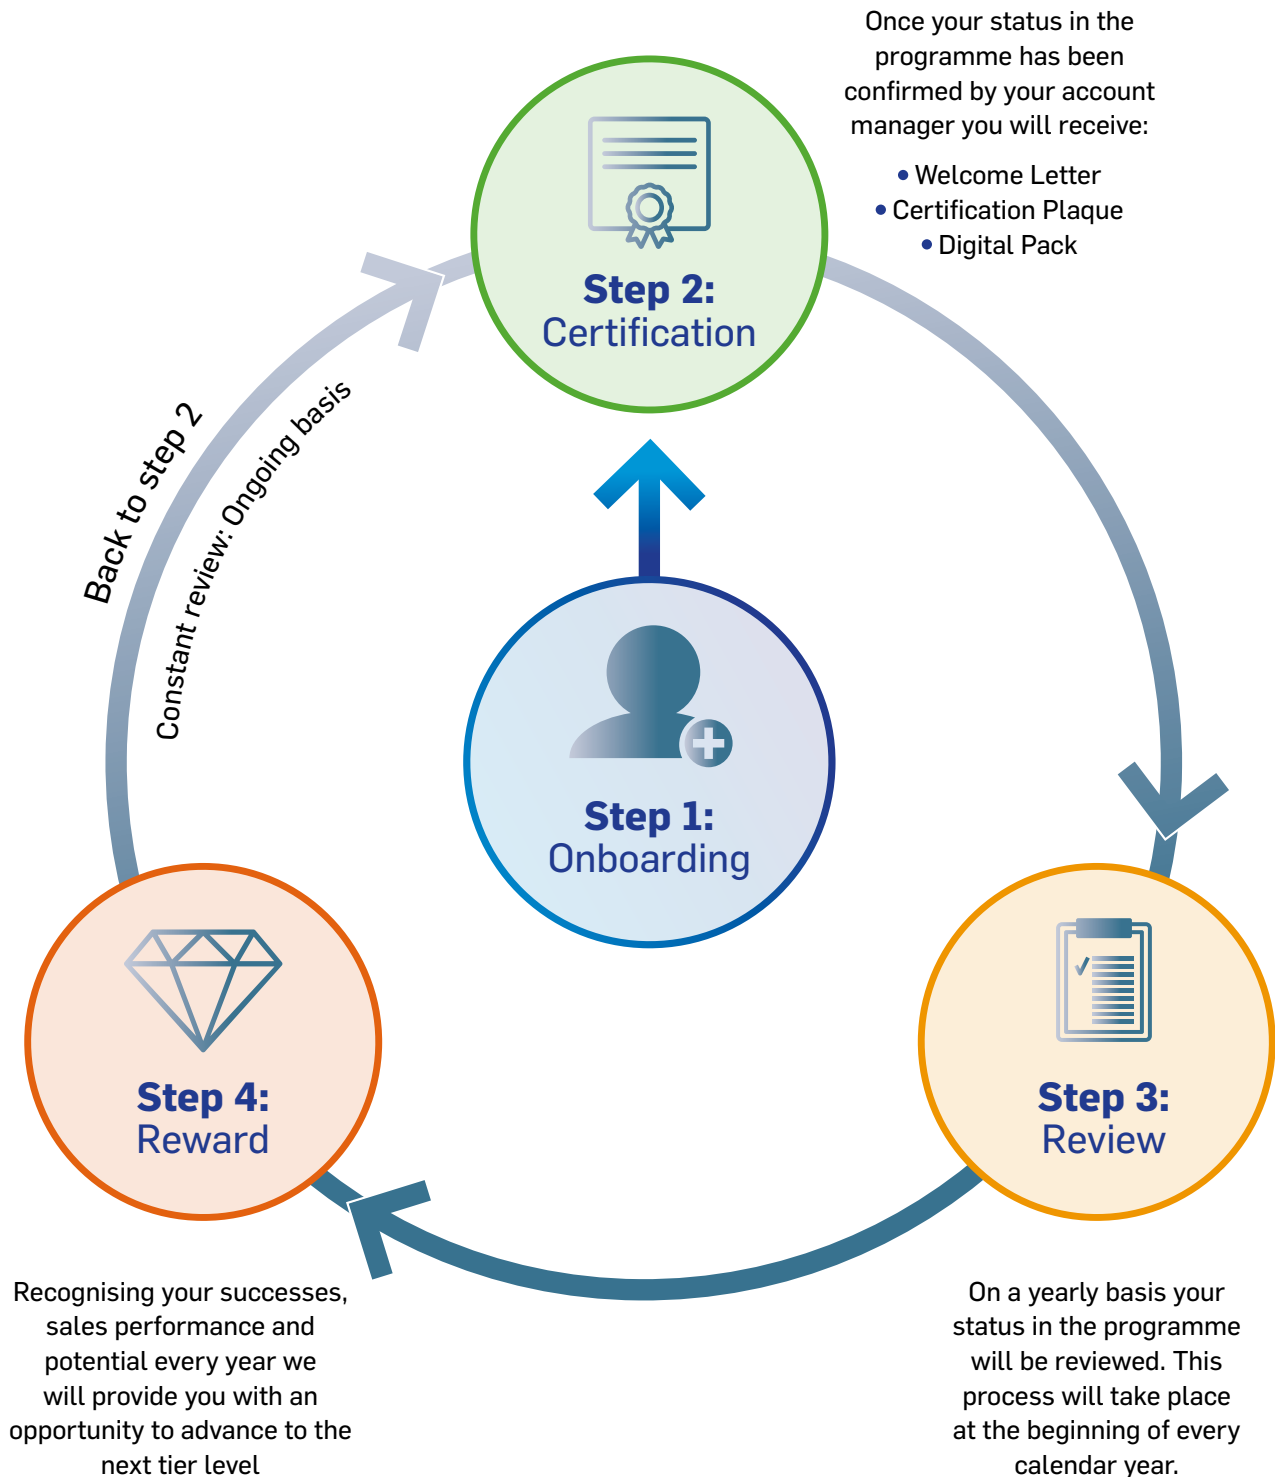 Once your status in the
programme has been
confirmed by your account
manager you will receive:
• Welcome Letter
• Certification Plaque
• Digital Pack
Step 2:
Certification
Back to step 2
Constant review: Ongoing basis
Step 1:
Onboarding
Step 4:
Reward
Step 3:
Review
Recognising your successes,
sales performance and
potential every year we
will provide you with an
opportunity to advance to the
next tier level
On a yearly basis your
status in the programme
will be reviewed. This
process will take place
at the beginning of every
calendar year.